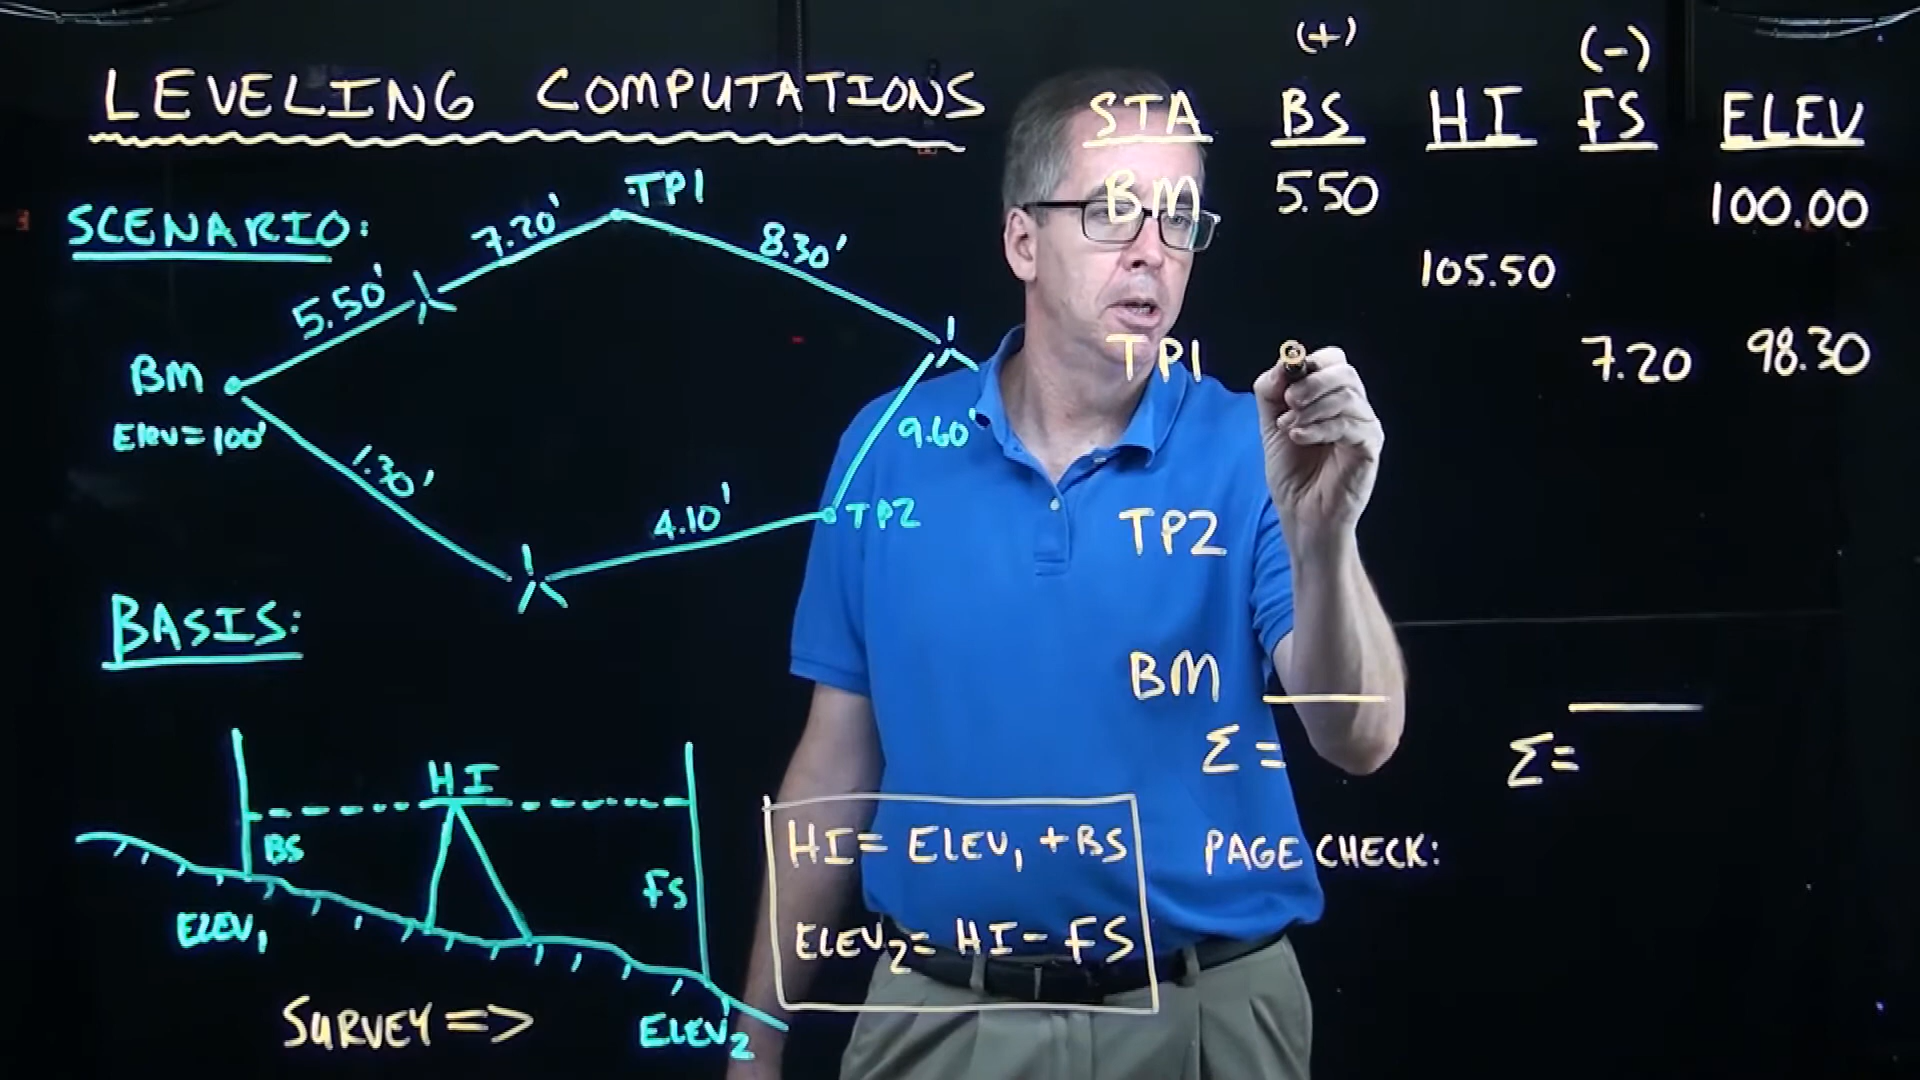 LEVELING COMPUTATIONS
SCENARIO:
BM
Elev=100'
5.50'
7.20'
TP1
8.30'
9.60'
TP2
4.10'
1.30'
BASIS:
HI
BS
FS
ELEV1
ELEV2
SURVEY =>
HI = ELEV1 + BS
ELEV2 = HI - FS
(+) (-)
STA BS HI FS ELEV
BM 5.50 100.00
105.50
TP1 7.20 98.30
TP2
BM
Σ = Σ =
PAGE CHECK: